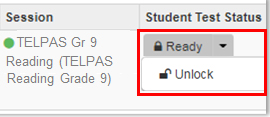 Session Student Test Status
TELPAS Gr 9 Ready
Reading (TELPAS Unlock
Reading Grade 9)